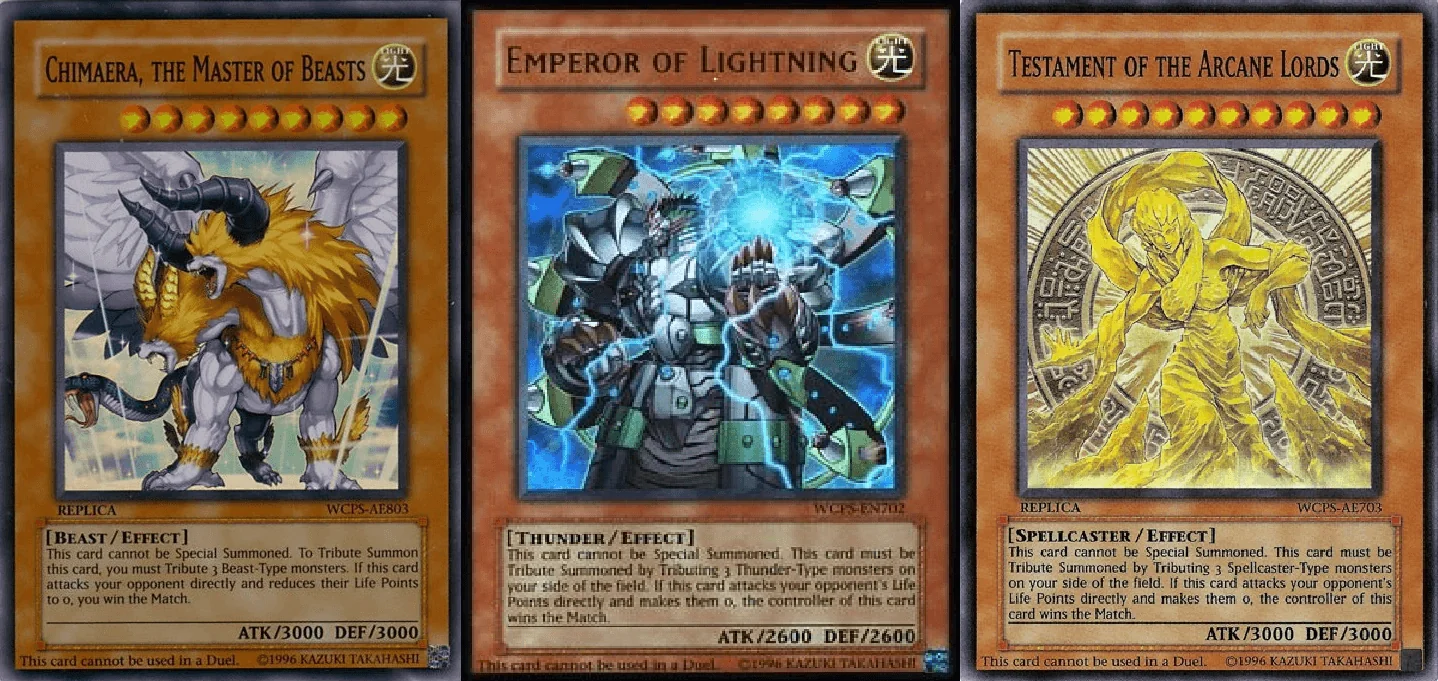 CHIMAERA, THE MASTER OF BEASTS
LIGHT
光
REPLICA
WCPS-AE803
[BEAST/EFFECT]
This card cannot be Special Summoned. To Tribute Summon
this card, you must Tribute 3 Beast-Type monsters. If this card
attacks your opponent directly and reduces their Life Points
to 0, you win the Match.
ATK/3000 DEF/3000
This card cannot be used in a Duel.
©1996 KAZUKI TAKAHASHI
EMPEROR OF LIGHTNING
LIGHT
光
WCPS-EN702
[THUNDER/EFFECT]
This card cannot be Special Summoned. This card must be
Tribute Summoned by Tributing 3 Thunder-Type monsters on
your side of the field. If this card attacks your opponent's Life
Points directly and makes them 0, the controller of this card
wins the Match.
ATK/2600 DEF/2600
This card cannot be used in a Duel.
©1996 KAZUKI TAKAHASHI
TESTAMENT OF THE ARCANE LORDS
LIGHT
光
REPLICA
WCPS-AE703
[SPELLCASTER/EFFECT]
This card cannot be Special Summoned. This card must be
Tribute Summoned by Tributing 3 Spellcaster-Type monsters
on your side of the field. If this card attacks your opponent's
Life Points directly and makes them 0, the controller of this
card wins the Match.
ATK/3000 DEF/3000
This card cannot be used in a Duel.
©1996 KAZUKI TAKAHASHI